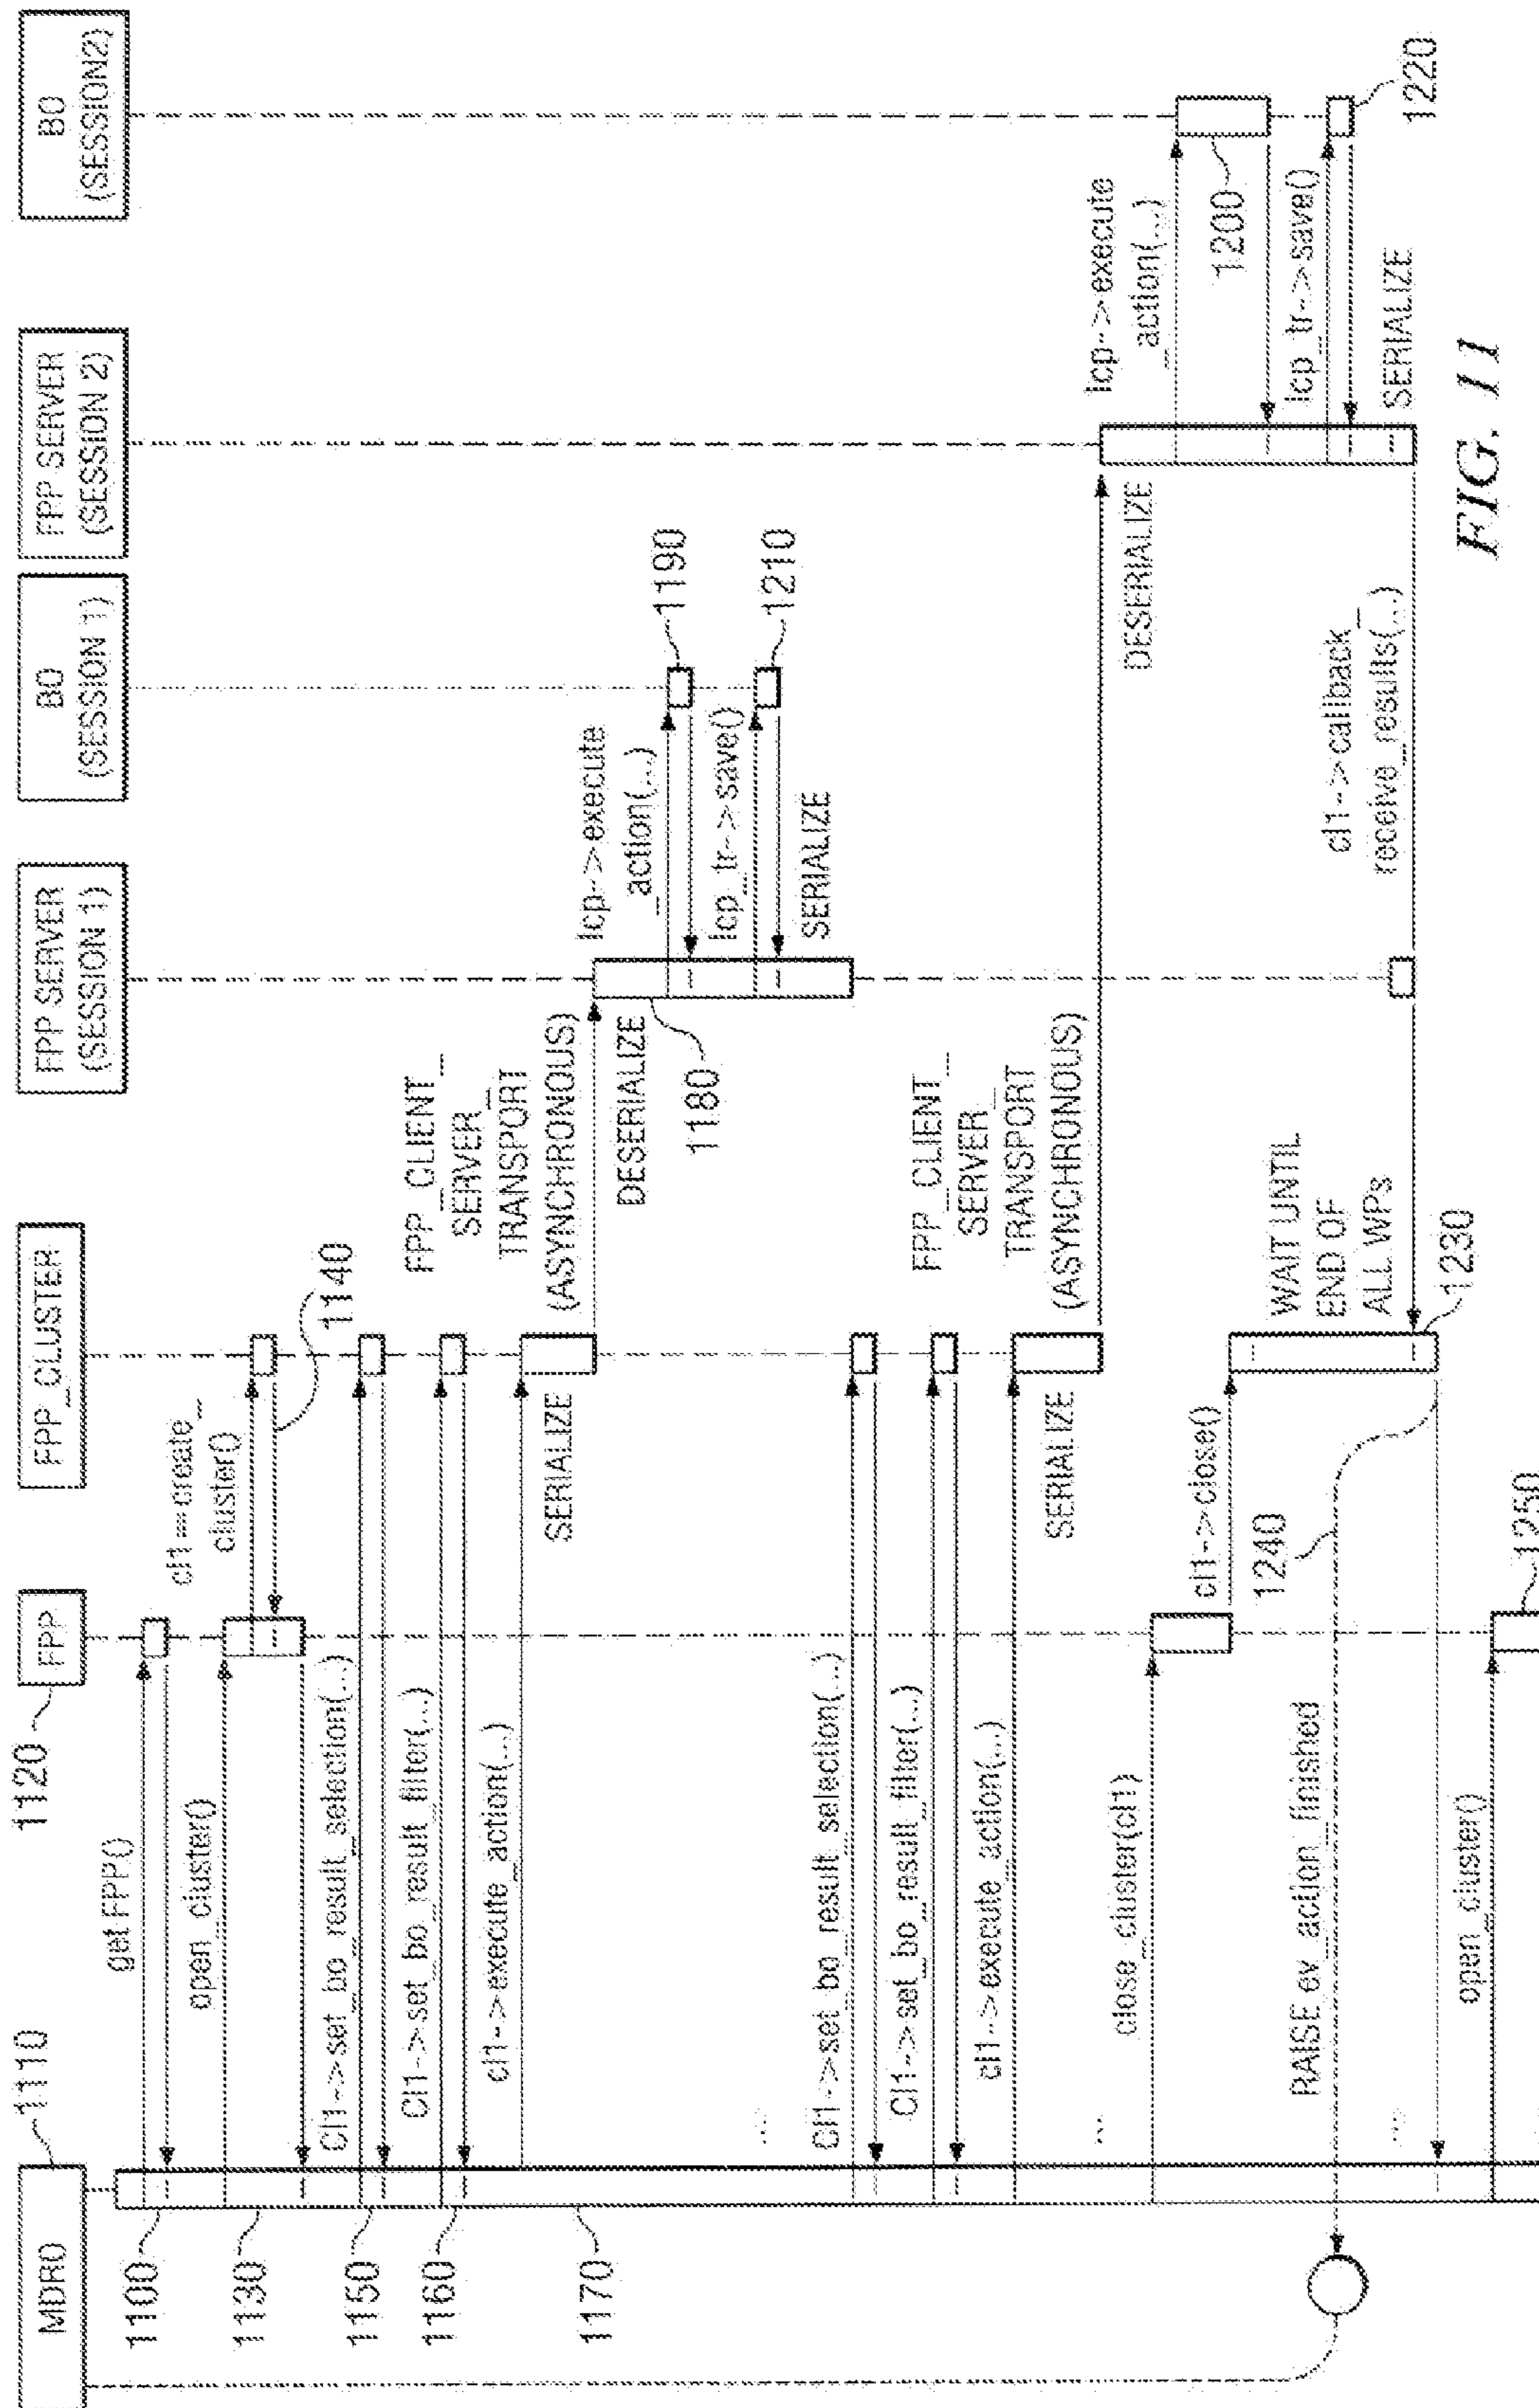 1110
MDRO
1120
FPP
FPP_CLUSTER
FPP SERVER
(SESSION 1)
BO
(SESSION 1)
FPP SERVER
(SESSION 2)
BO
(SESSION2)
1100
get FPP()
1130
open_cluster()
cl1==create_
cluster()
1140
1150
Cl1->set_bo_result_selection(...)
1160
Cl1->set_bo_result_filter(...)
1170
cl1->execute_action(...)
SERIALIZE
FPP_CLIENT_
SERVER_
TRANSPORT
(ASYNCHRONOUS)
DESERIALIZE
1180
lcp->execute
_action(...)
1190
lcp_tr->save()
1210
SERIALIZE
...
Cl1->set_bo_result_selection(...)
Cl1->set_bo_result_filter(...)
cl1->execute_action(...)
SERIALIZE
FPP_CLIENT_
SERVER_
TRANSPORT
(ASYNCHRONOUS)
DESERIALIZE
lcp->execute
_action(...)
1200
lcp_tr->save()
1220
SERIALIZE
...
close_cluster(cl1)
cl1->close()
WAIT UNTIL
END OF
ALL WPs
1230
cl1->callback_
receive_results(...)
1240
RAISE ev_action_finished
...
open_cluster()
1250
FIG. 11